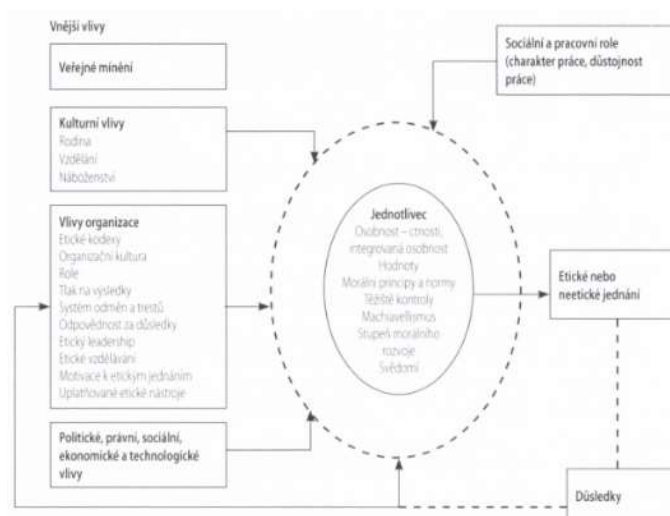 Vnější vlivy
Veřejné mínění
Kulturní vlivy
Rodina
Vzdělání
Náboženství
Vlivy organizace
Etické kodexy
Organizační kultura
Role
Tlak na výsledky
Systém odměn a trestů
Odpovědnost za důsledky
Etický leadership
Etické vzdělávání
Motivace k etickým jednáním
Uplatňované etické nástroje
Politické, právní, sociální,
ekonomické a technologické
vlivy
Sociální a pracovní role
(charakter práce, důstojnost
práce)
Jednotlivec
Osobnost – ctnosti,
integrovaná osobnost
Hodnoty
Morální principy a normy
Těžiště kontroly
Machiavellismus
Stupeň morálního
rozvoje
Svědomí
Etické nebo
neetické jednání
Důsledky